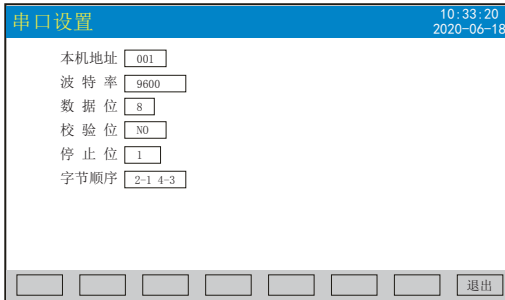 串口设置
10:33:20
2020-06-18
本机地址 001
波 特 率 9600
数 据 位 8
校 验 位 NO
停 止 位 1
字节顺序 2-1 4-3
退出